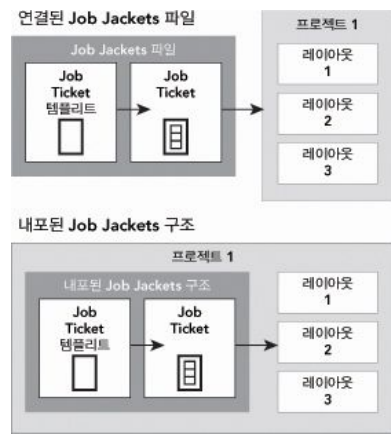 연결된 Job Jackets 파일
Job Jackets 파일
Job
Ticket
템플리트
Job
Ticket
프로젝트 1
레이아웃
1
레이아웃
2
레이아웃
3
내포된 Job Jackets 구조
프로젝트 1
내포된 Job Jackets 구조
Job
Ticket
템플리트
Job
Ticket
레이아웃
1
레이아웃
2
레이아웃
3